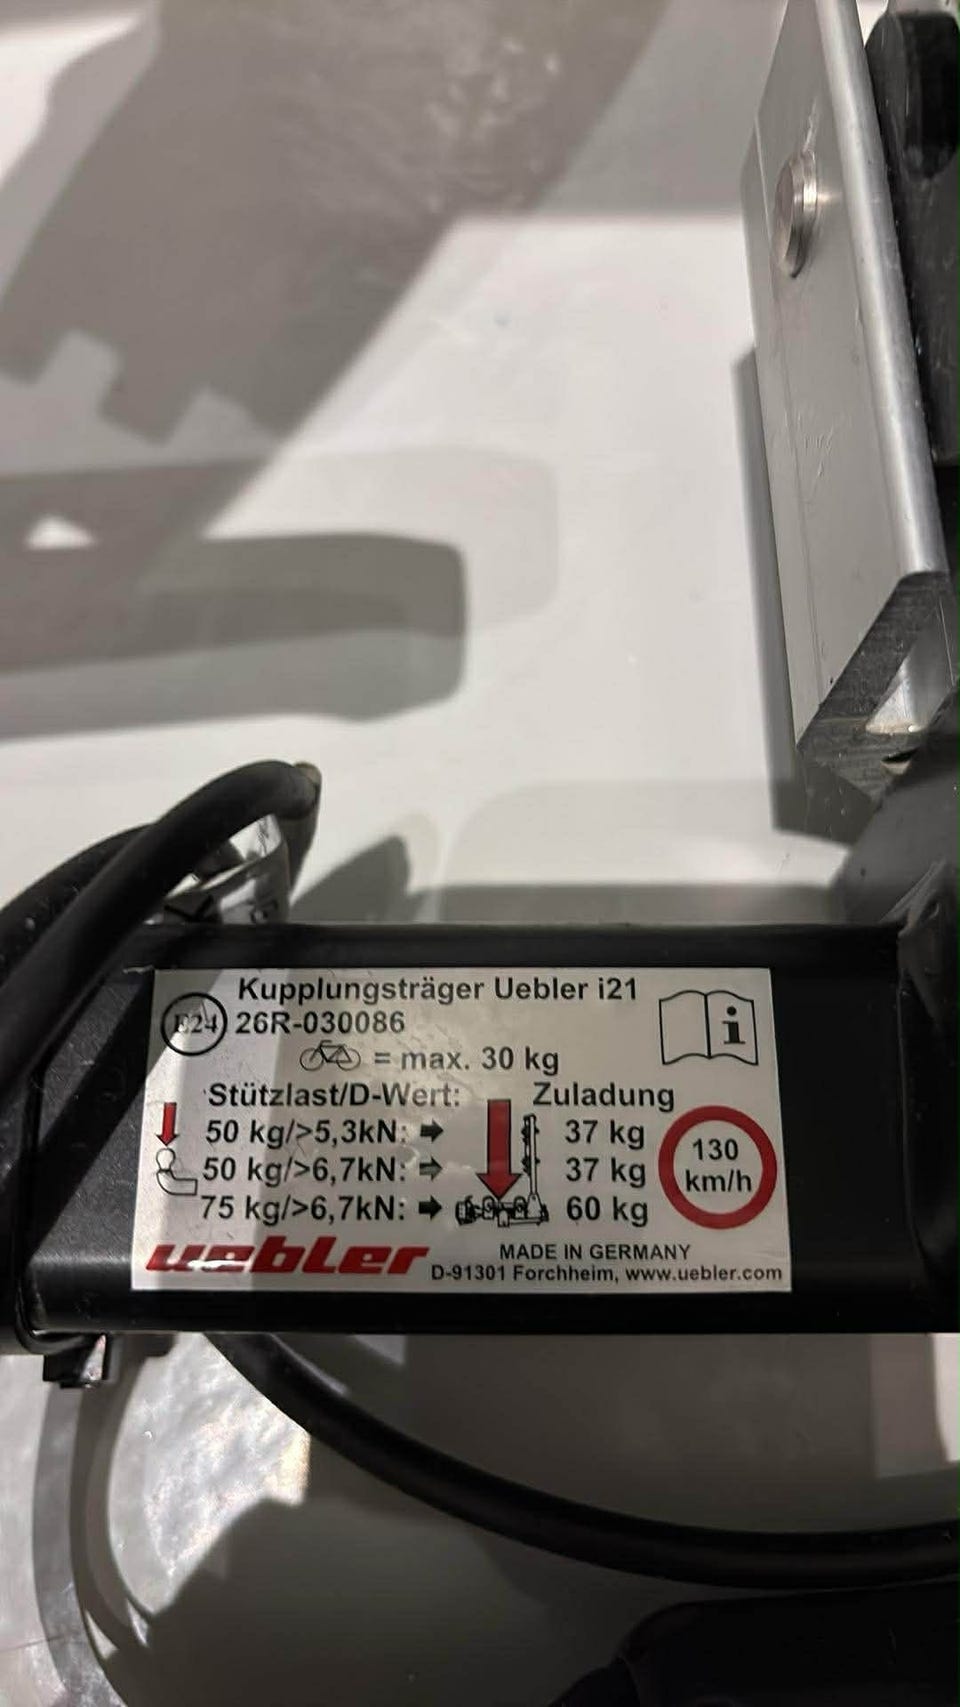 Kupplungsträger Uebler i21
E24 26R-030086
= max. 30 kg
Stützlast/D-Wert: Zuladung
50 kg/>5,3kN: 37 kg
50 kg/>6,7kN: 37 kg
75 kg/>6,7kN: 60 kg
130
km/h
i
uebler
MADE IN GERMANY
D-91301 Forchheim, www.uebler.com